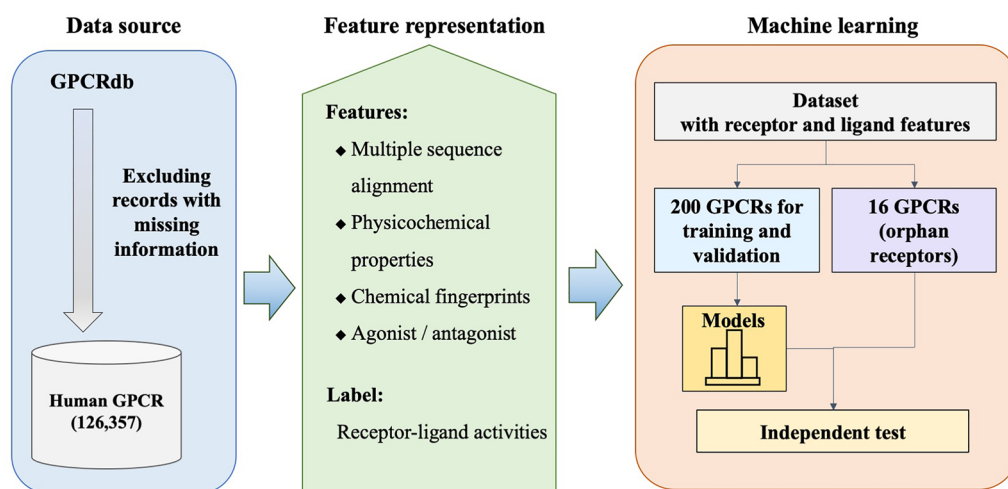 Data source
GPCRdb
Excluding
records with
missing
information
Human GPCR
(126,357)
Feature representation
Features:
◆ Multiple sequence
alignment
◆ Physicochemical
properties
◆ Chemical fingerprints
◆ Agonist / antagonist
Label:
Receptor-ligand activities
Machine learning
Dataset
with receptor and ligand features
200 GPCRs for
training and
validation
16 GPCRs
(orphan
receptors)
Models
Independent test